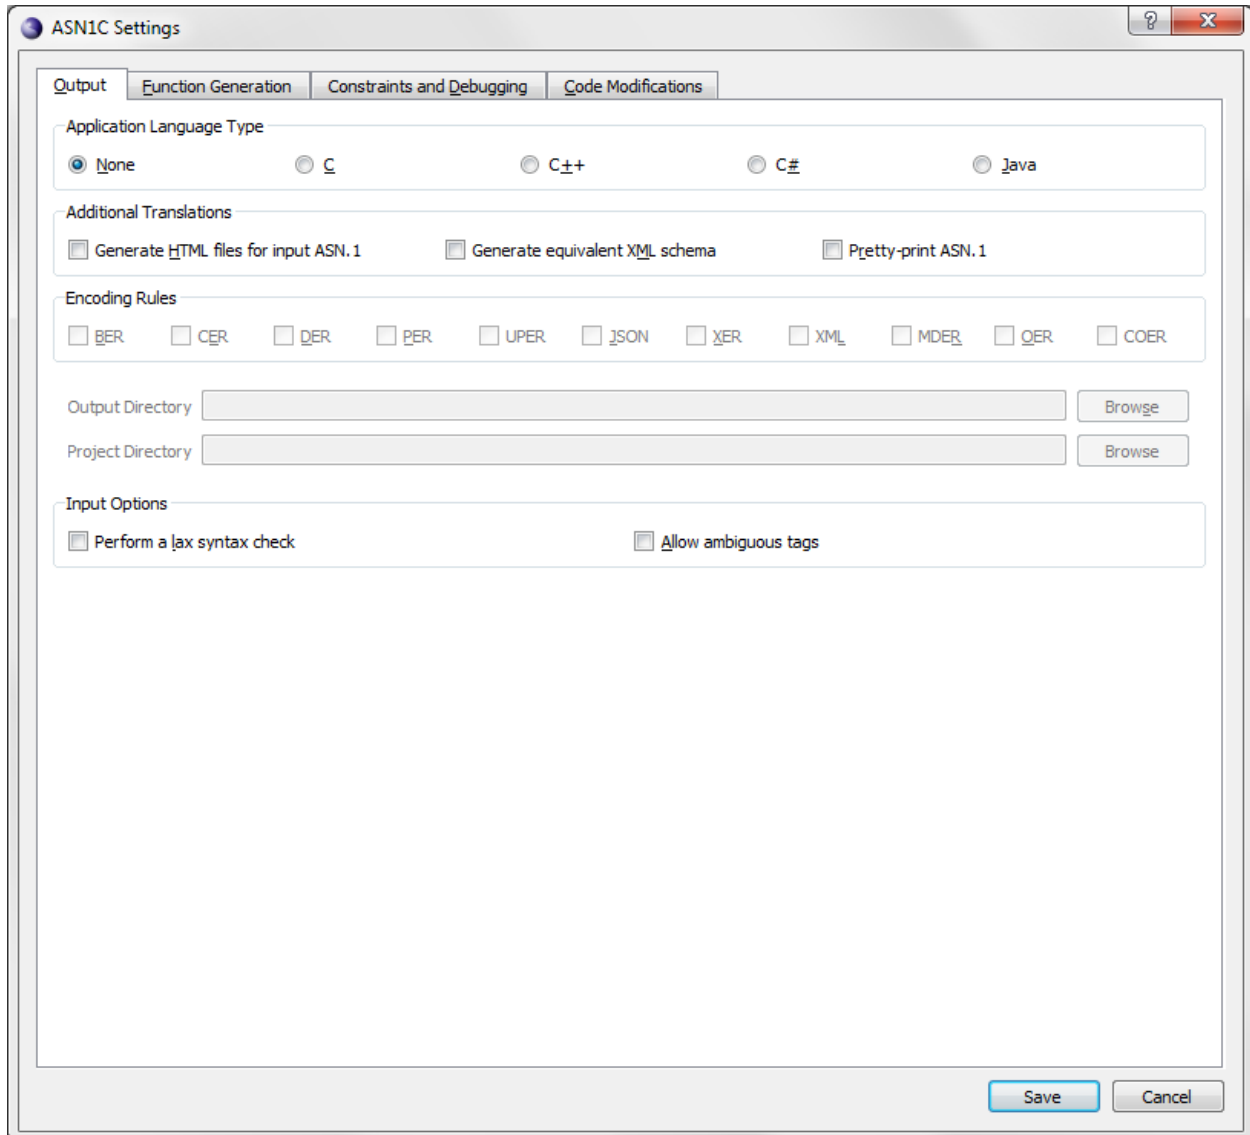 ASN1C Settings
Output Function Generation Constraints and Debugging Code Modifications
Application Language Type
None C C++ C# Java
Additional Translations
Generate HTML files for input ASN.1 Generate equivalent XML schema Pretty-print ASN.1
Encoding Rules
BER CER DER PER UPER JSON XER XML MDER OER COER
Output Directory Browse
Project Directory Browse
Input Options
Perform a lax syntax check Allow ambiguous tags
Save Cancel